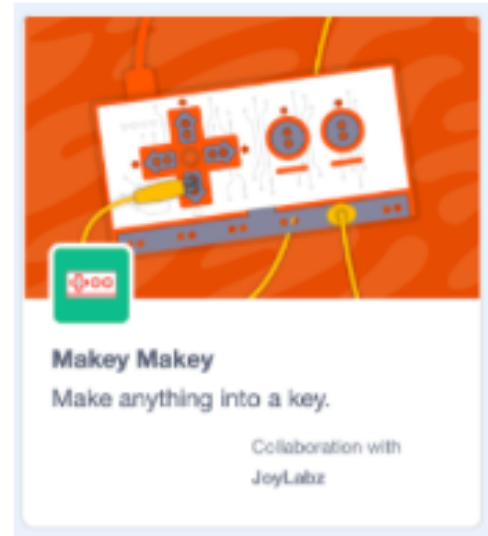 Makey Makey
Make anything into a key.
Collaboration with
JoyLabz